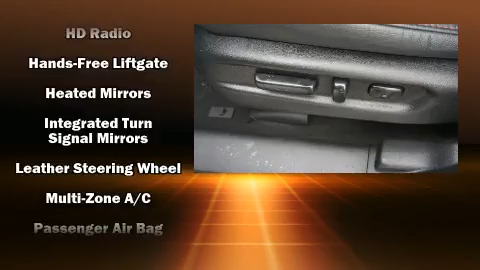 HD Radio
Hands-Free Liftgate
Heated Mirrors
Integrated Turn
Signal Mirrors
Leather Steering Wheel
Multi-Zone A/C
Passenger Air Bag